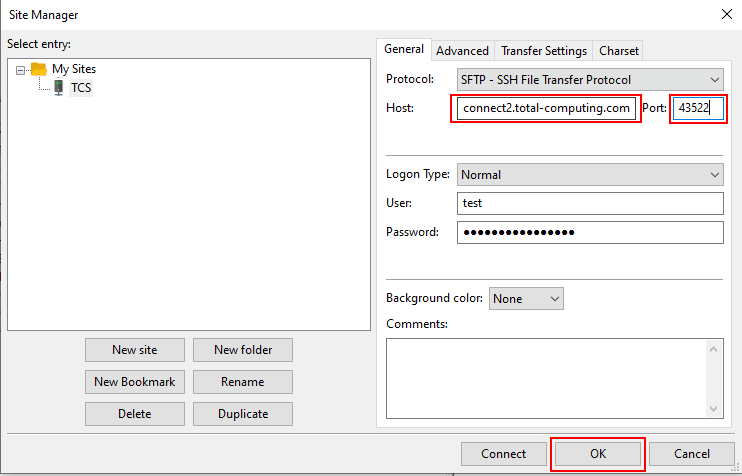 Site Manager
Select entry:
My Sites
TCS
New site
New folder
New Bookmark
Rename
Delete
Duplicate
General
Advanced
Transfer Settings
Charset
Protocol:
SFTP - SSH File Transfer Protocol
Host:
connect2.total-computing.com
Port:
43522
Logon Type:
Normal
User:
test
Password:
●●●●●●●●●●●●●●●●
Background color:
None
Comments:
Connect
OK
Cancel